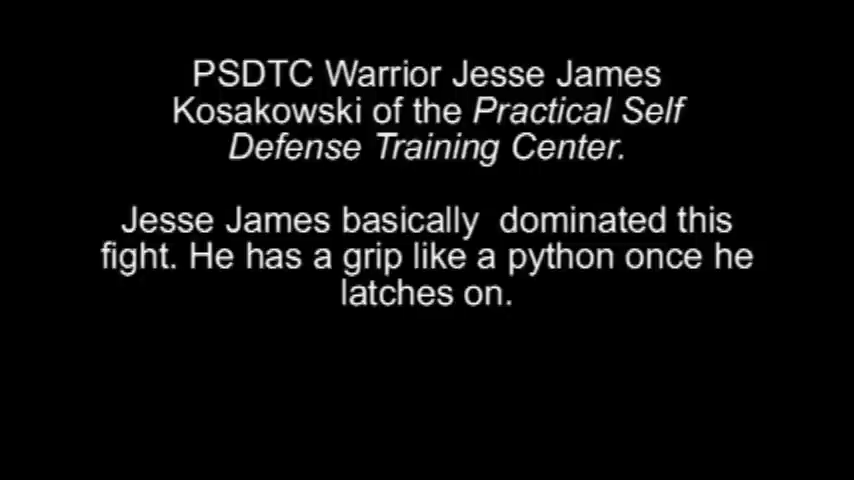 PSDTC Warrior Jesse James
Kosakowski of the Practical Self
Defense Training Center.
Jesse James basically  dominated this
fight. He has a grip like a python once he
latches on.